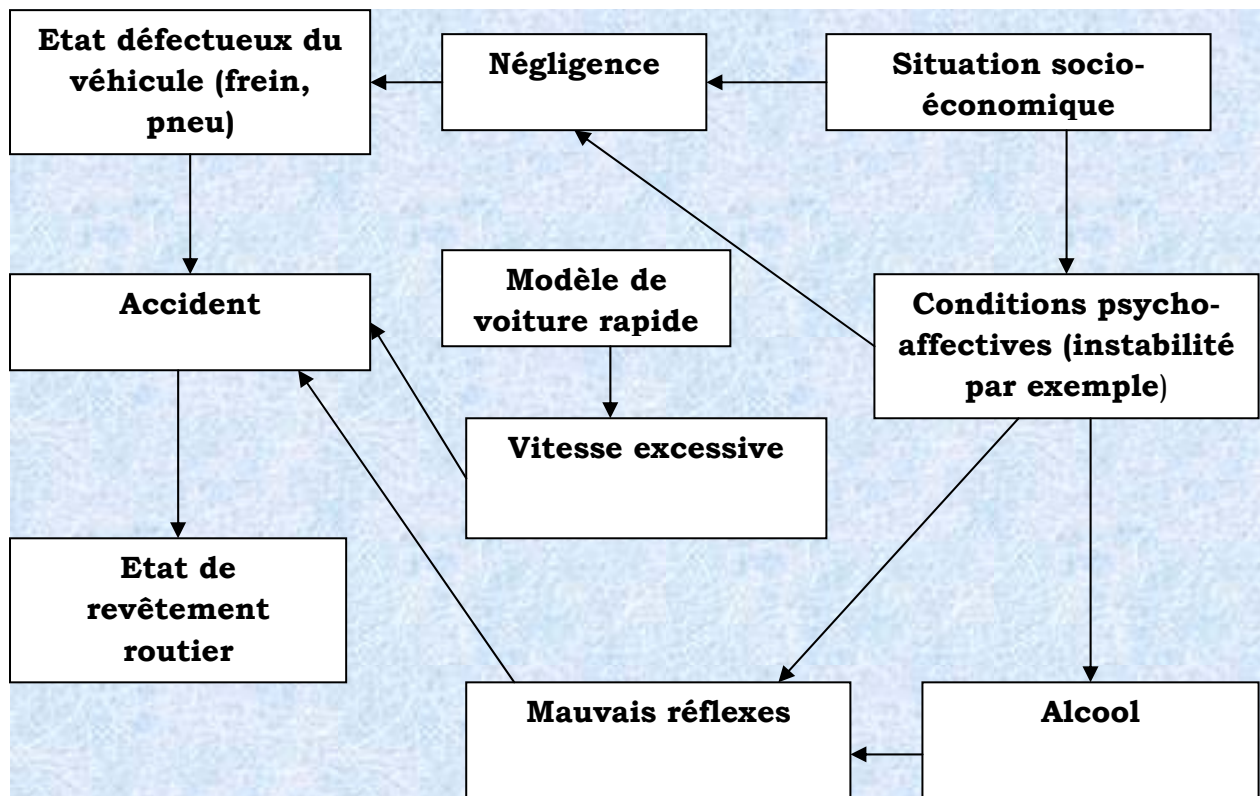 Etat défectueux du
véhicule (frein,
pneu)
Négligence
Situation socio-
économique
Accident
Modèle de
voiture rapide
Conditions psycho-
affectives (instabilité
par exemple)
Vitesse excessive
Etat de
revêtement
routier
Mauvais réflexes
Alcool